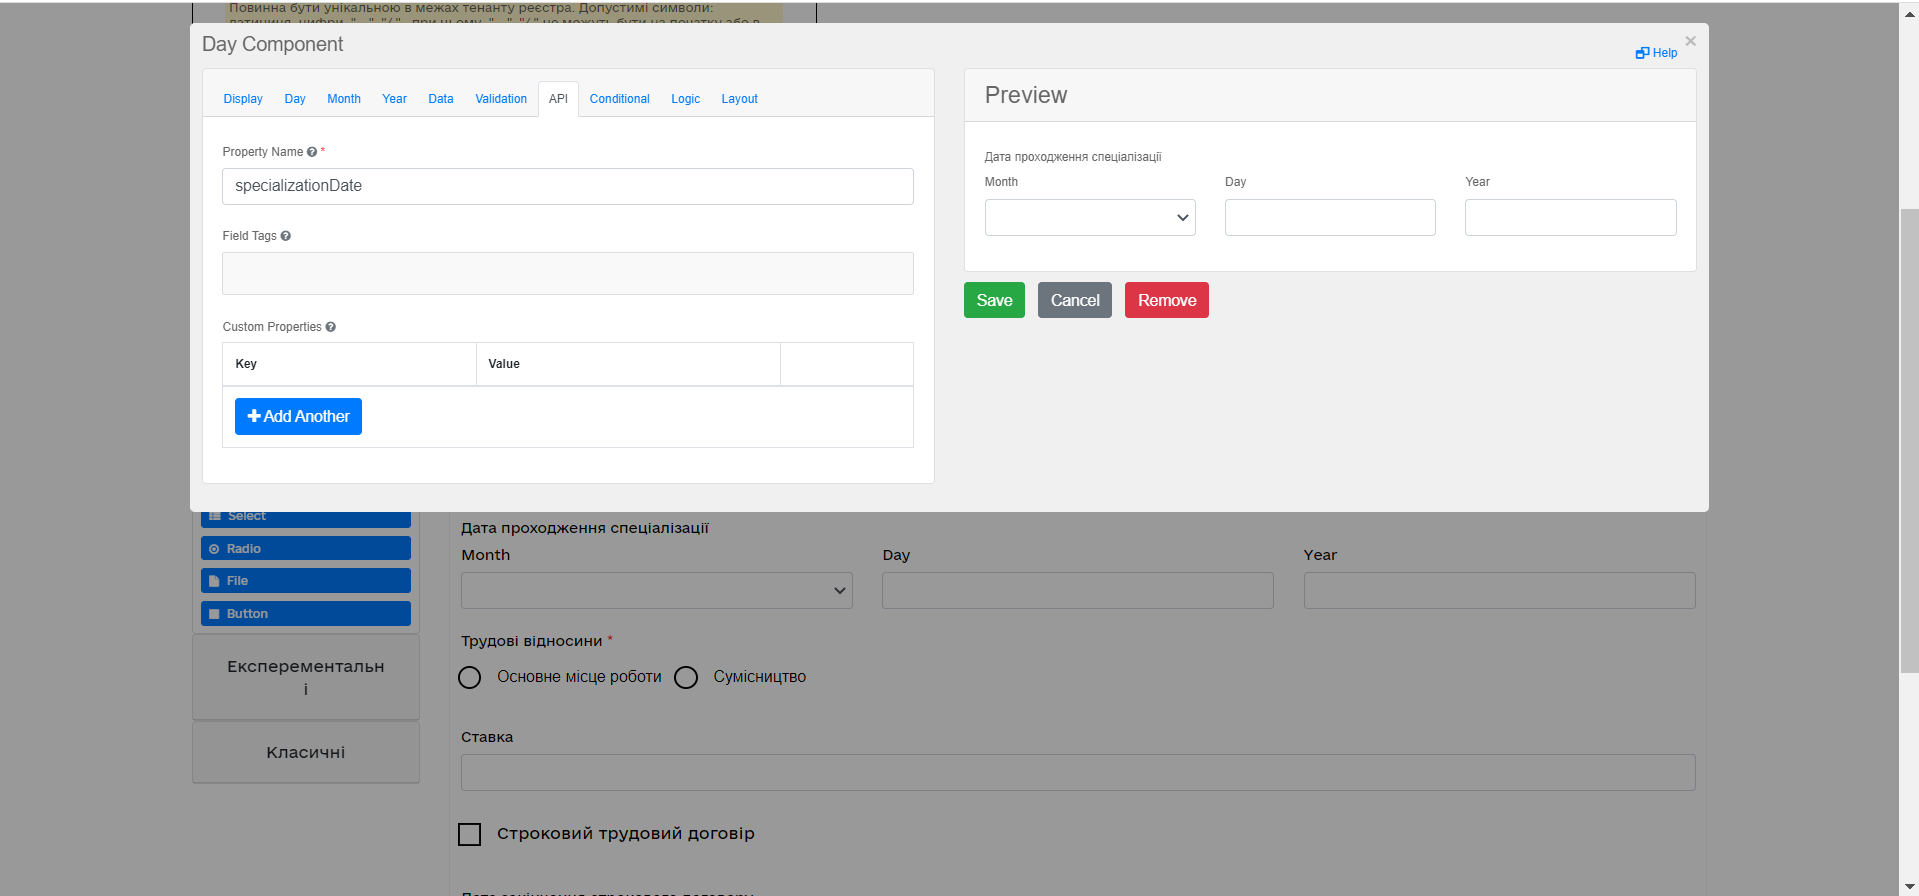 Повинна бути унікальною в межах тенанту реєстра. Допустимі символи:
Day Component
Help
Display Day Month Year Data Validation API Conditional Logic Layout
Property Name *
specializationDate
Field Tags
Custom Properties
Key Value
Add Another
Preview
Дата проходження спеціалізації
Month Day Year
Save Cancel Remove
Select
Radio
File
Button
Експерементальн
і
Класичні
Дата проходження спеціалізації
Month Day Year
Трудові відносини *
Основне місце роботи Сумісництво
Ставка
Строковий трудовий договір